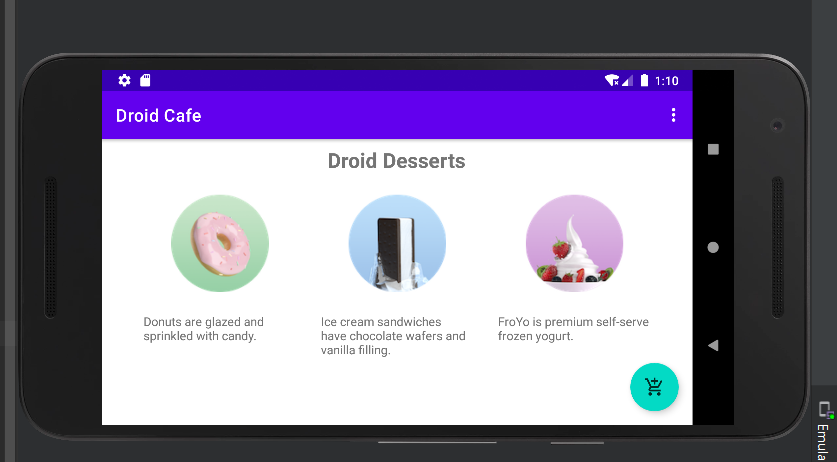 1:10
Droid Cafe
Droid Desserts
Donuts are glazed and
sprinkled with candy.
Ice cream sandwiches
have chocolate wafers and
vanilla filling.
FroYo is premium self-serve
frozen yogurt.
Emula